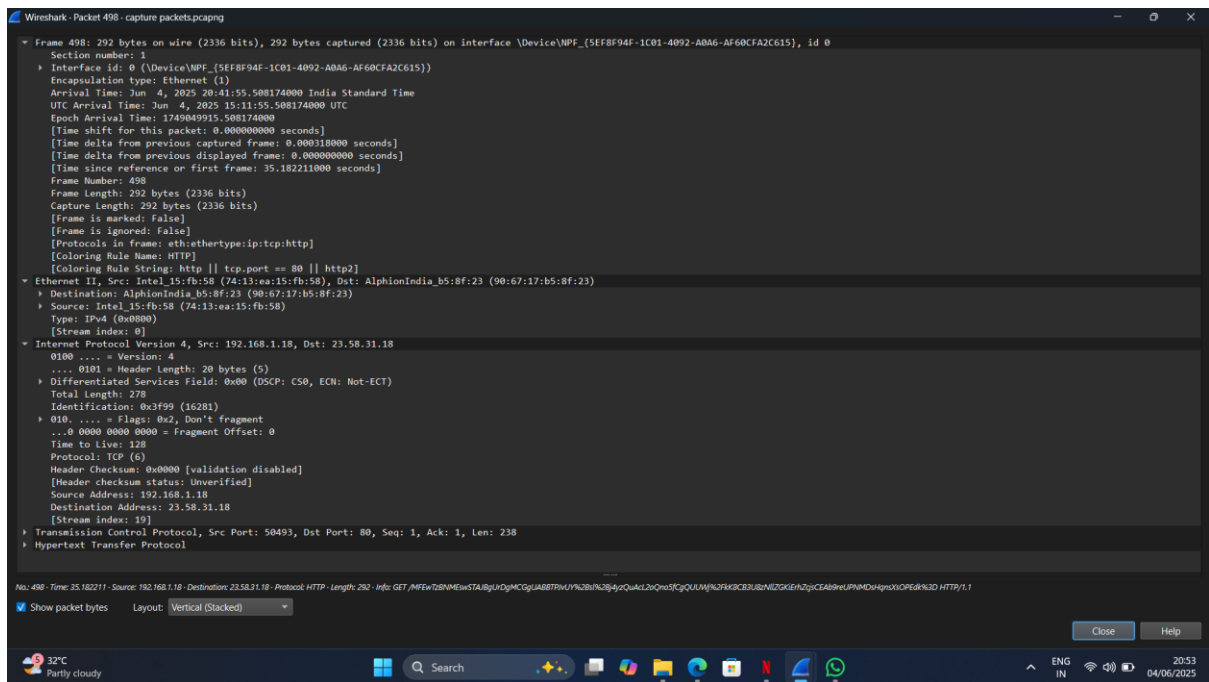 Wireshark · Packet 498 · capture packets.pcapng
Frame 498: 292 bytes on wire (2336 bits), 292 bytes captured (2336 bits) on interface \Device\NPF_{5EF8F94F-1C01-4092-A0A6-AF60CFA2C615}, id 0
Section number: 1
Interface id: 0 (\Device\NPF_{5EF8F94F-1C01-4092-A0A6-AF60CFA2C615})
Encapsulation type: Ethernet (1)
Arrival Time: Jun 4, 2025 20:41:55.508174000 India Standard Time
UTC Arrival Time: Jun 4, 2025 15:11:55.508174000 UTC
Epoch Arrival Time: 1749049915.508174000
[Time shift for this packet: 0.000000000 seconds]
[Time delta from previous captured frame: 0.000318000 seconds]
[Time delta from previous displayed frame: 0.000000000 seconds]
[Time since reference or first frame: 35.182211000 seconds]
Frame Number: 498
Frame Length: 292 bytes (2336 bits)
Capture Length: 292 bytes (2336 bits)
[Frame is marked: False]
[Frame is ignored: False]
[Protocols in frame: eth:ethertype:ip:tcp:http]
[Coloring Rule Name: HTTP]
[Coloring Rule String: http || tcp.port == 80 || http2]
Ethernet II, Src: Intel_15:fb:58 (74:13:ea:15:fb:58), Dst: AlphionIndia_b5:8f:23 (90:67:17:b5:8f:23)
Destination: AlphionIndia_b5:8f:23 (90:67:17:b5:8f:23)
Source: Intel_15:fb:58 (74:13:ea:15:fb:58)
Type: IPv4 (0x0800)
[Stream index: 0]
Internet Protocol Version 4, Src: 192.168.1.18, Dst: 23.58.31.18
0100 .... = Version: 4
.... 0101 = Header Length: 20 bytes (5)
Differentiated Services Field: 0x00 (DSCP: CS0, ECN: Not-ECT)
Total Length: 278
Identification: 0x3f99 (16281)
010. .... = Flags: 0x2, Don't fragment
...0 0000 0000 0000 = Fragment Offset: 0
Time to Live: 128
Protocol: TCP (6)
Header Checksum: 0x0000 [validation disabled]
[Header checksum status: Unverified]
Source Address: 192.168.1.18
Destination Address: 23.58.31.18
[Stream index: 19]
Transmission Control Protocol, Src Port: 50493, Dst Port: 80, Seq: 1, Ack: 1, Len: 238
Hypertext Transfer Protocol
No.: 498 · Time: 35.182211 · Source: 192.168.1.18 · Destination: 23.58.31.18 · Protocol: HTTP · Length: 292 · Info: GET HTTP/1.1
Show packet bytes Layout: Vertical (Stacked)
Close Help
5 32°C
Partly cloudy
Search
ENG
IN
20:53
04/06/2025